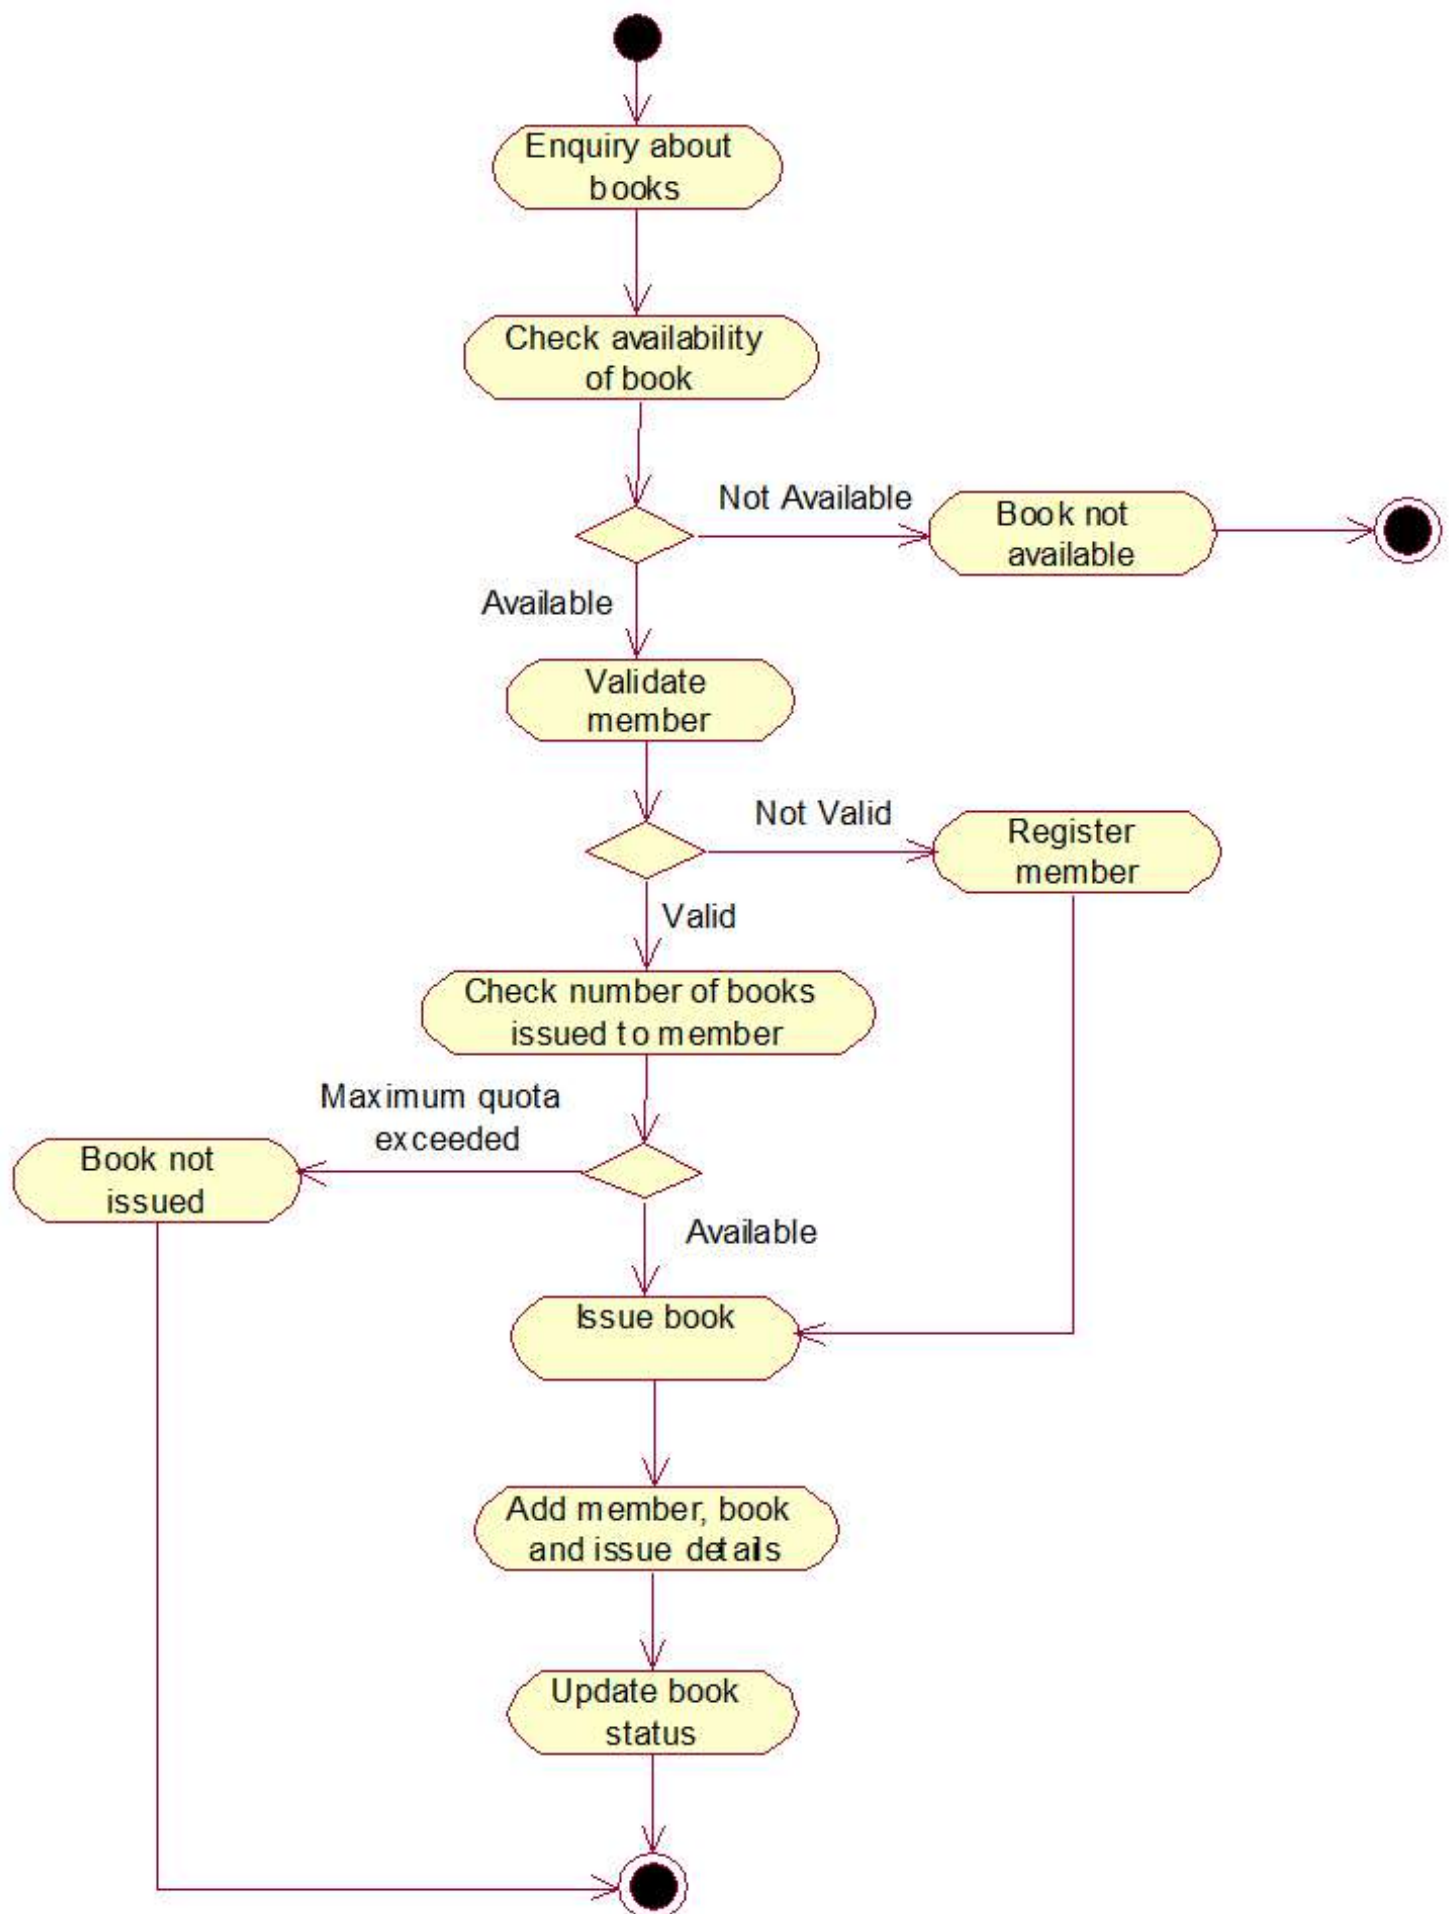 Enquiry about
books
Check availability
of book
Not Available
Book not
available
Available
Validate
member
Not Valid
Register
member
Valid
Check number of books
issued to member
Maximum quota
exceeded
Book not
issued
Available
Issue book
Add member, book
and issue details
Update book
status